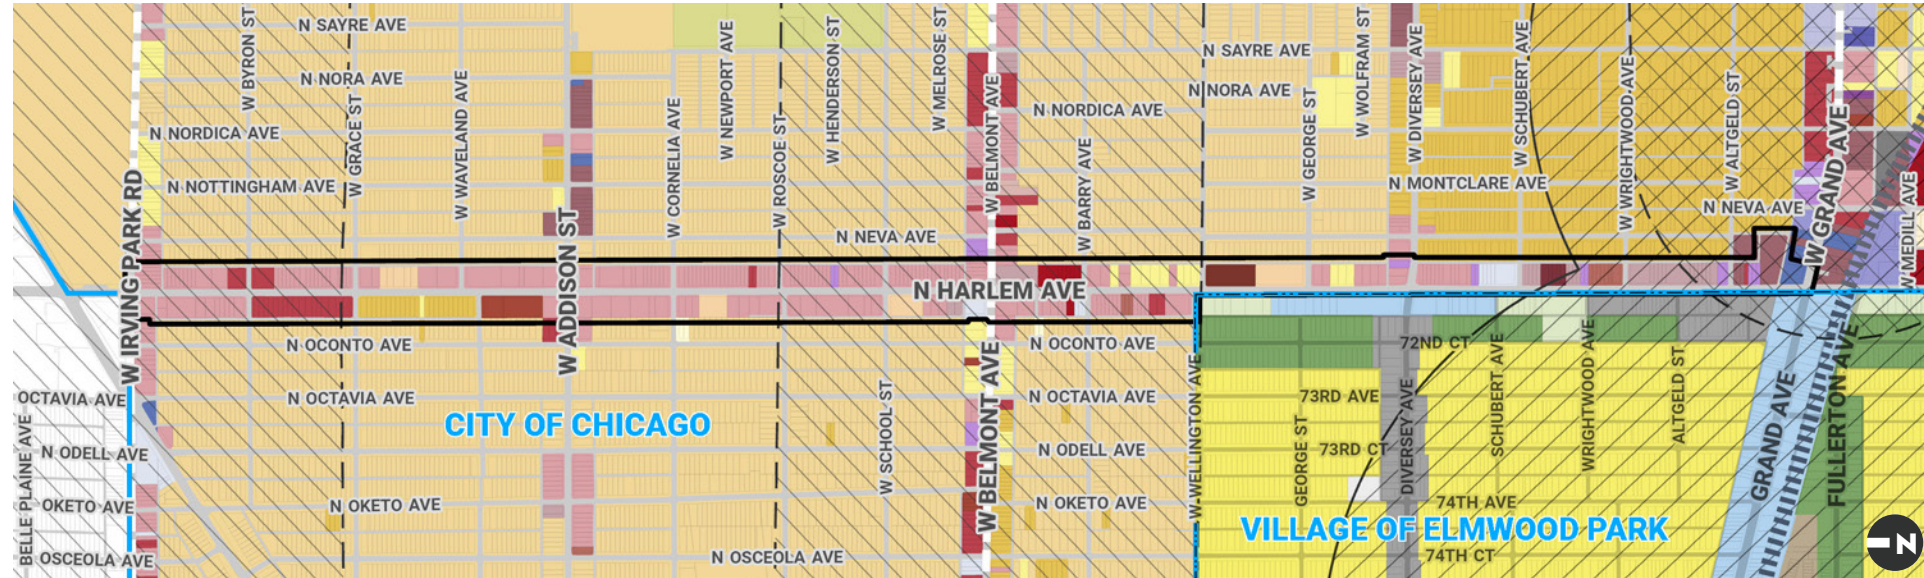 N SAYRE AVE
W BYRON ST
N NORA AVE
W GRACE ST
W WAVELAND AVE
N NORDICA AVE
N NOTTINGHAM AVE
W IRVING PARK RD
W ADDISON ST
W CORNELIA AVE
W NEWPORT AVE
W ROSCOE ST
W HENDERSON ST
W MELROSE ST
W BELMONT AVE
N NEVA AVE
N NORDICA AVE
W BARRY AVE
N SAYRE AVE
N NORA AVE
W GEORGE ST
W WOLFRAM ST
W DIVERSEY AVE
N MONTCLARE AVE
W SCHUBERT AVE
W WRIGHTWOOD AVE
W ALTGELD ST
N NEVA AVE
W GRAND AVE
W MEDILL AVE
N HARLEM AVE
N OCONTO AVE
N OCONTO AVE
OCTAVIA AVE
N OCTAVIA AVE
N OCTAVIA AVE
CITY OF CHICAGO
BELLE PLAINE AVE
N ODELL AVE
W SCHOOL ST
W BELMONT AVE
N ODELL AVE
OKETO AVE
N OKETO AVE
N OKETO AVE
OSCEOLA AVE
N OSCEOLA AVE
W WELLINGTON AVE
72ND CT
73RD AVE
73RD CT
GEORGE ST
DIVERSEY AVE
SCHUBERT AVE
WRIGHTWOOD AVE
ALTGELD ST
GRAND AVE
FULLERTON AVE
74TH AVE
VILLAGE OF ELMWOOD PARK
74TH CT
N